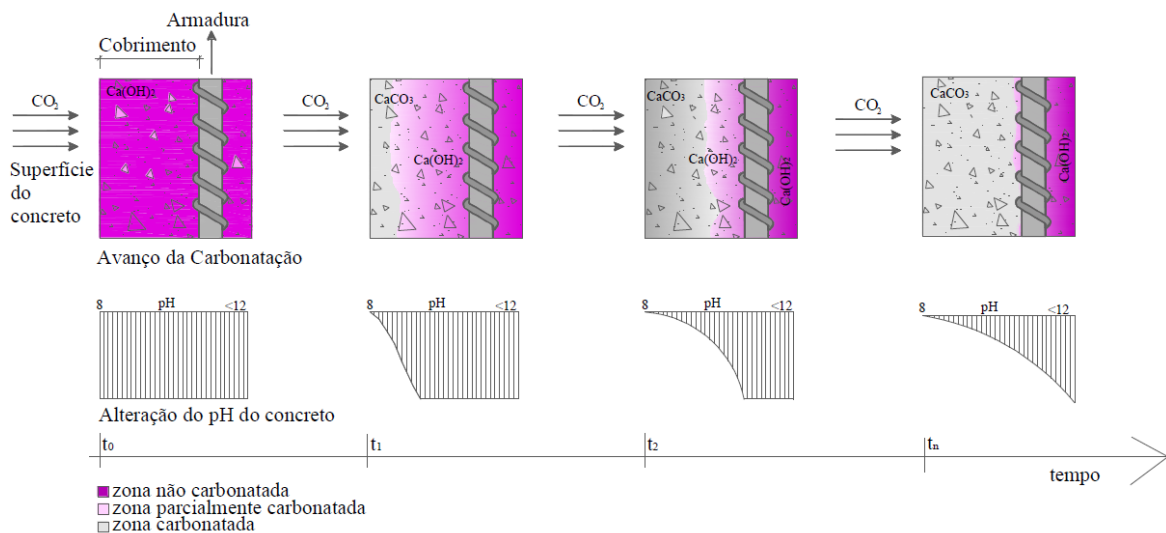 Armadura
Cobrimento
CO2
Superfície
do
concreto
Ca(OH)2
CO2
CaCO3
Ca(OH)2
CO2
CaCO3
Ca(OH)2
Ca(OH)2
CO2
CaCO3
Ca(OH)2
Avanço da Carbonatação
8 pH <12
8 pH <12
8 pH <12
8 pH <12
Alteração do pH do concreto
t0
t1
t2
tn
tempo
zona não carbonatada
zona parcialmente carbonatada
zona carbonatada